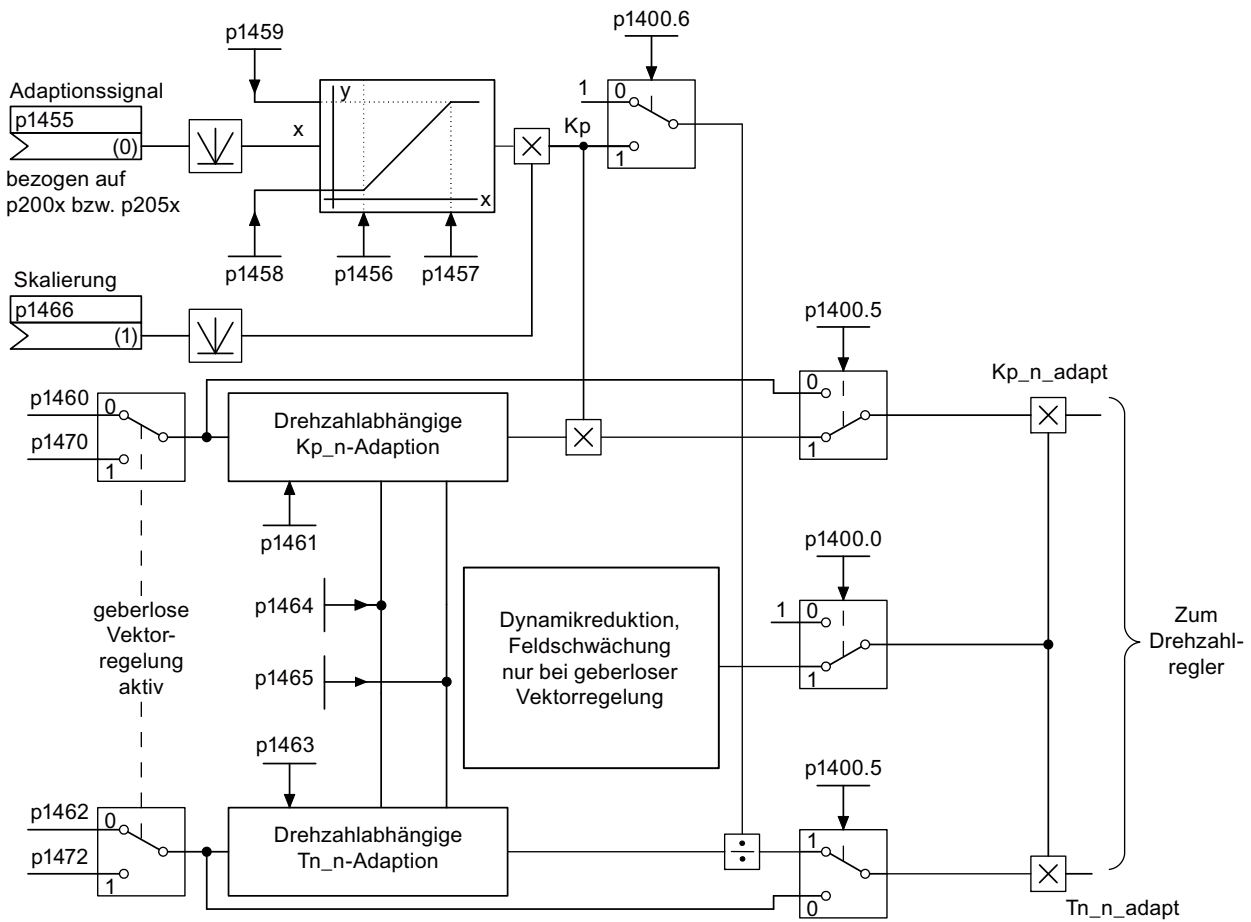 p1459
p1400.6
Adaptionssignal
p1455
(0)
bezogen auf
p200x bzw. p205x
x
y
x
Kp
1
0
1
p1458
p1456
p1457
Skalierung
p1466
(1)
p1400.5
0
1
Kp_n_adapt
p1460
0
p1470
1
Drehzahlabhängige
Kp_n-Adaption
p1461
p1464
p1465
p1463
geberlose
Vektor-
regelung
aktiv
Dynamikreduktion,
Feldschwächung
nur bei geberloser
Vektorregelung
p1400.0
1
0
1
Zum
Drehzahl-
regler
p1400.5
1
0
p1462
0
p1472
1
Drehzahlabhängige
Tn_n-Adaption
Tn_n_adapt